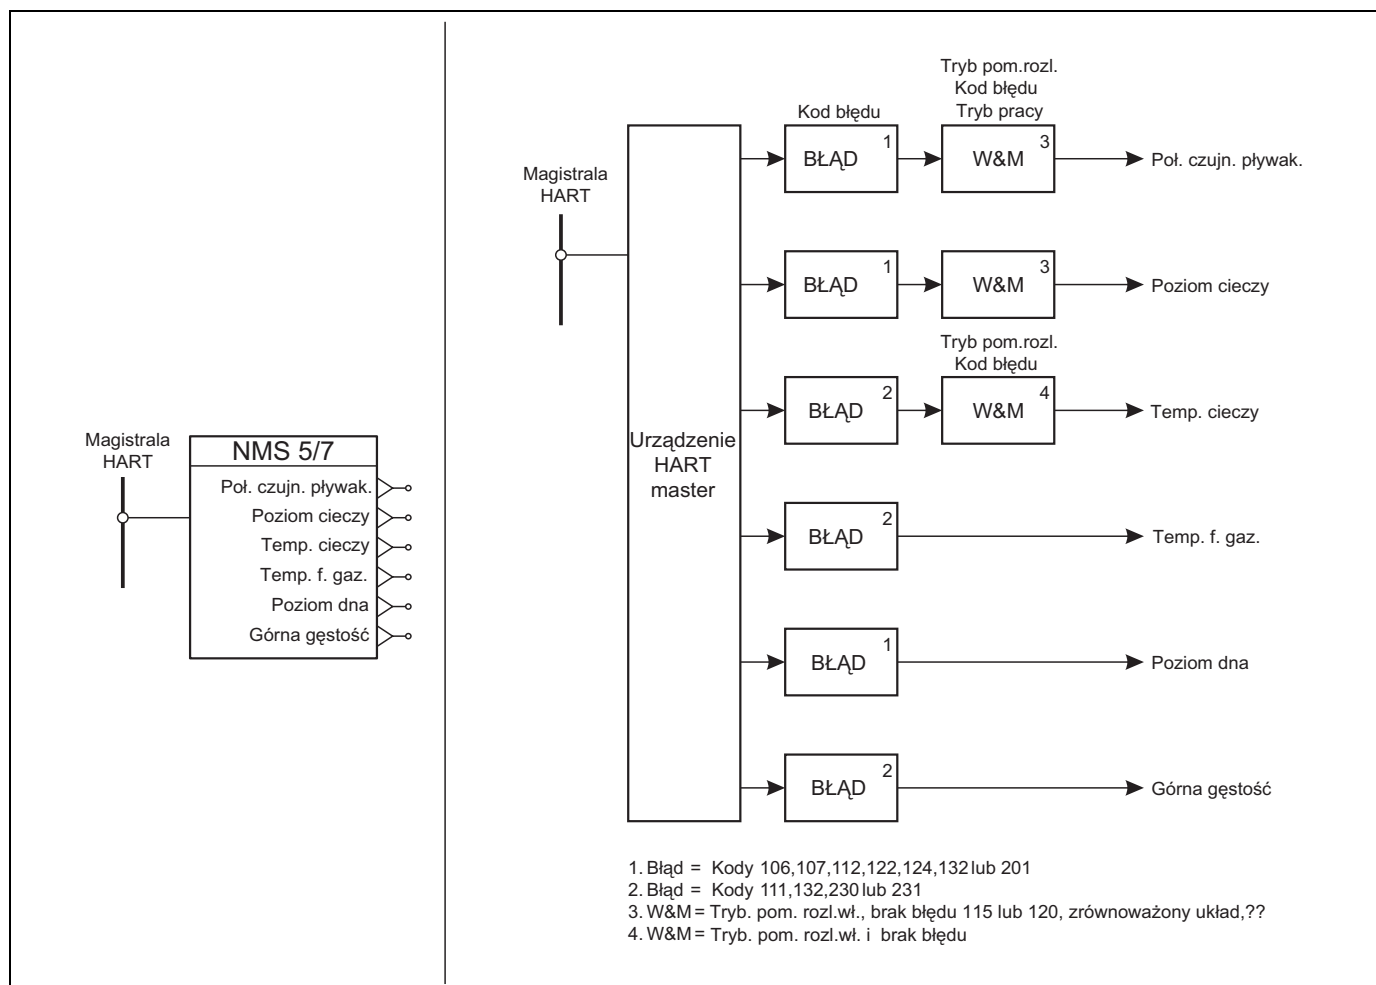 Magistrala
HART
NMS 5/7
Poł. czujn. pływak.
Poziom cieczy
Temp. cieczy
Temp. f. gaz.
Poziom dna
Górna gęstość
Magistrala
HART
Urządzenie
HART
master
Kod błędu
Tryb pom.rozl.
Kod błędu
Tryb pracy
BŁĄD 1
W&M 3
Poł. czujn. pływak.
BŁĄD 1
W&M 3
Poziom cieczy
Tryb pom.rozl.
Kod błędu
BŁĄD 2
W&M 4
Temp. cieczy
BŁĄD 2
Temp. f. gaz.
BŁĄD 1
Poziom dna
BŁĄD 2
Górna gęstość
1. Błąd = Kody 106,107,112,122,124,132 lub 201
2. Błąd = Kody 111,132,230 lub 231
3. W&M = Tryb. pom. rozl.wł., brak błędu 115 lub 120, zrównoważony układ,??
4. W&M = Tryb. pom. rozl.wł. i brak błędu